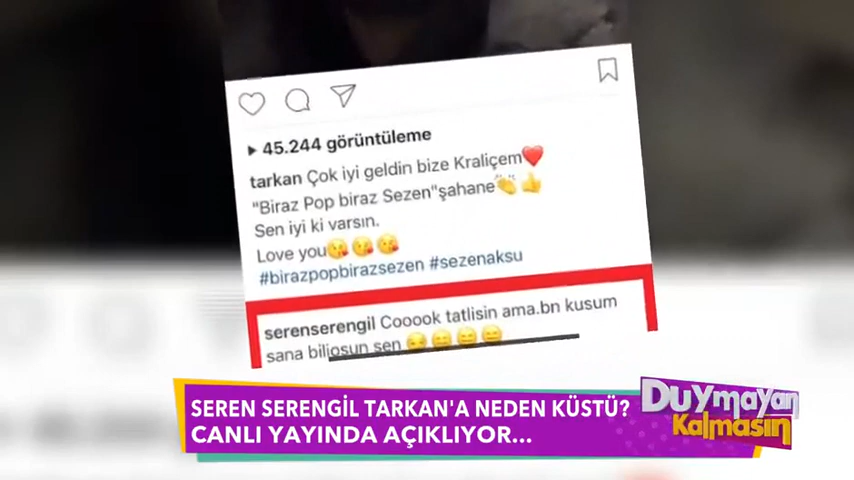 45.244 görüntüleme
tarkan Çok iyi geldin bize Kraliçem❤️
"Biraz Pop biraz Sezen"şahane👏👍
Sen iyi ki varsın.
Love you😘😘😘
#birazpopbirazsezen #sezenaksu
serenserengil Cooook tatlisin ama.bn kusum
sana biliosun sen
SEREN SERENGİL TARKAN'A NEDEN KÜSTÜ?
CANLI YAYINDA AÇIKLIYOR...
Duymayan
Kalmasın